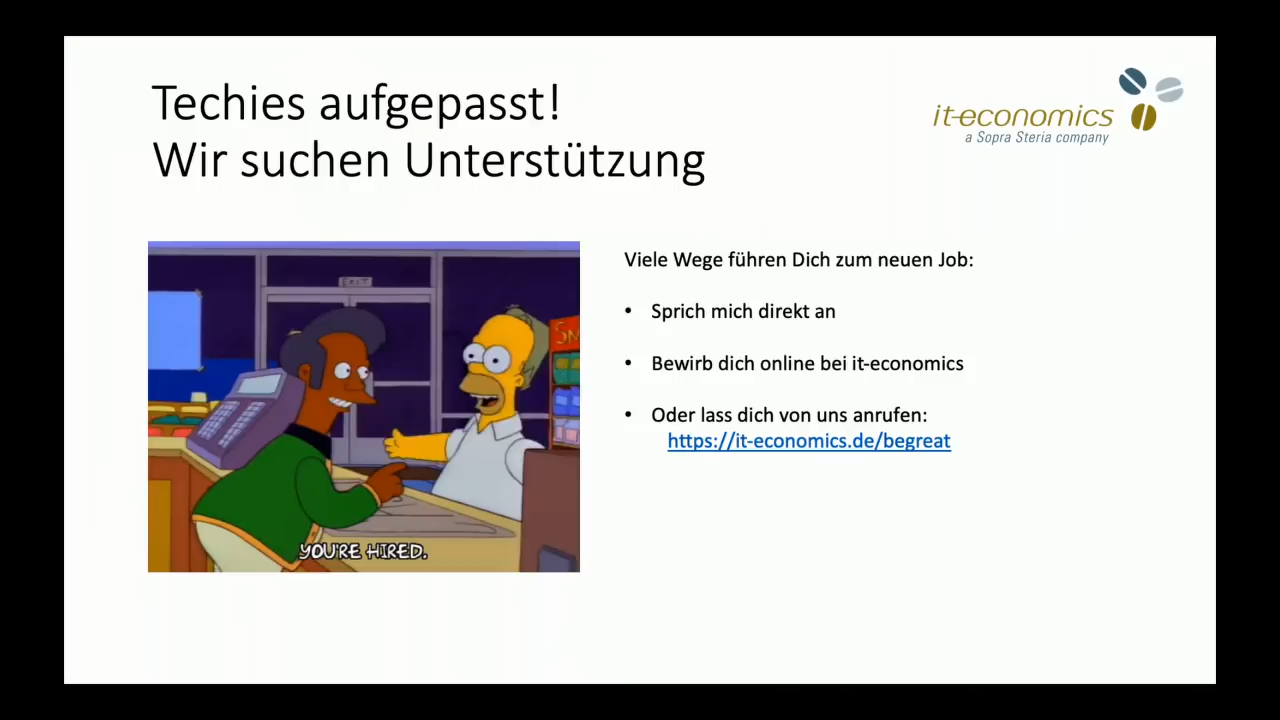 Techies aufgepasst!
Wir suchen Unterstützung
it-economics
a Sopra Steria company
EXIT
YOU'RE HIRED.
Viele Wege führen Dich zum neuen Job:
• Sprich mich direkt an
• Bewirb dich online bei it-economics
• Oder lass dich von uns anrufen:
https://it-economics.de/begreat